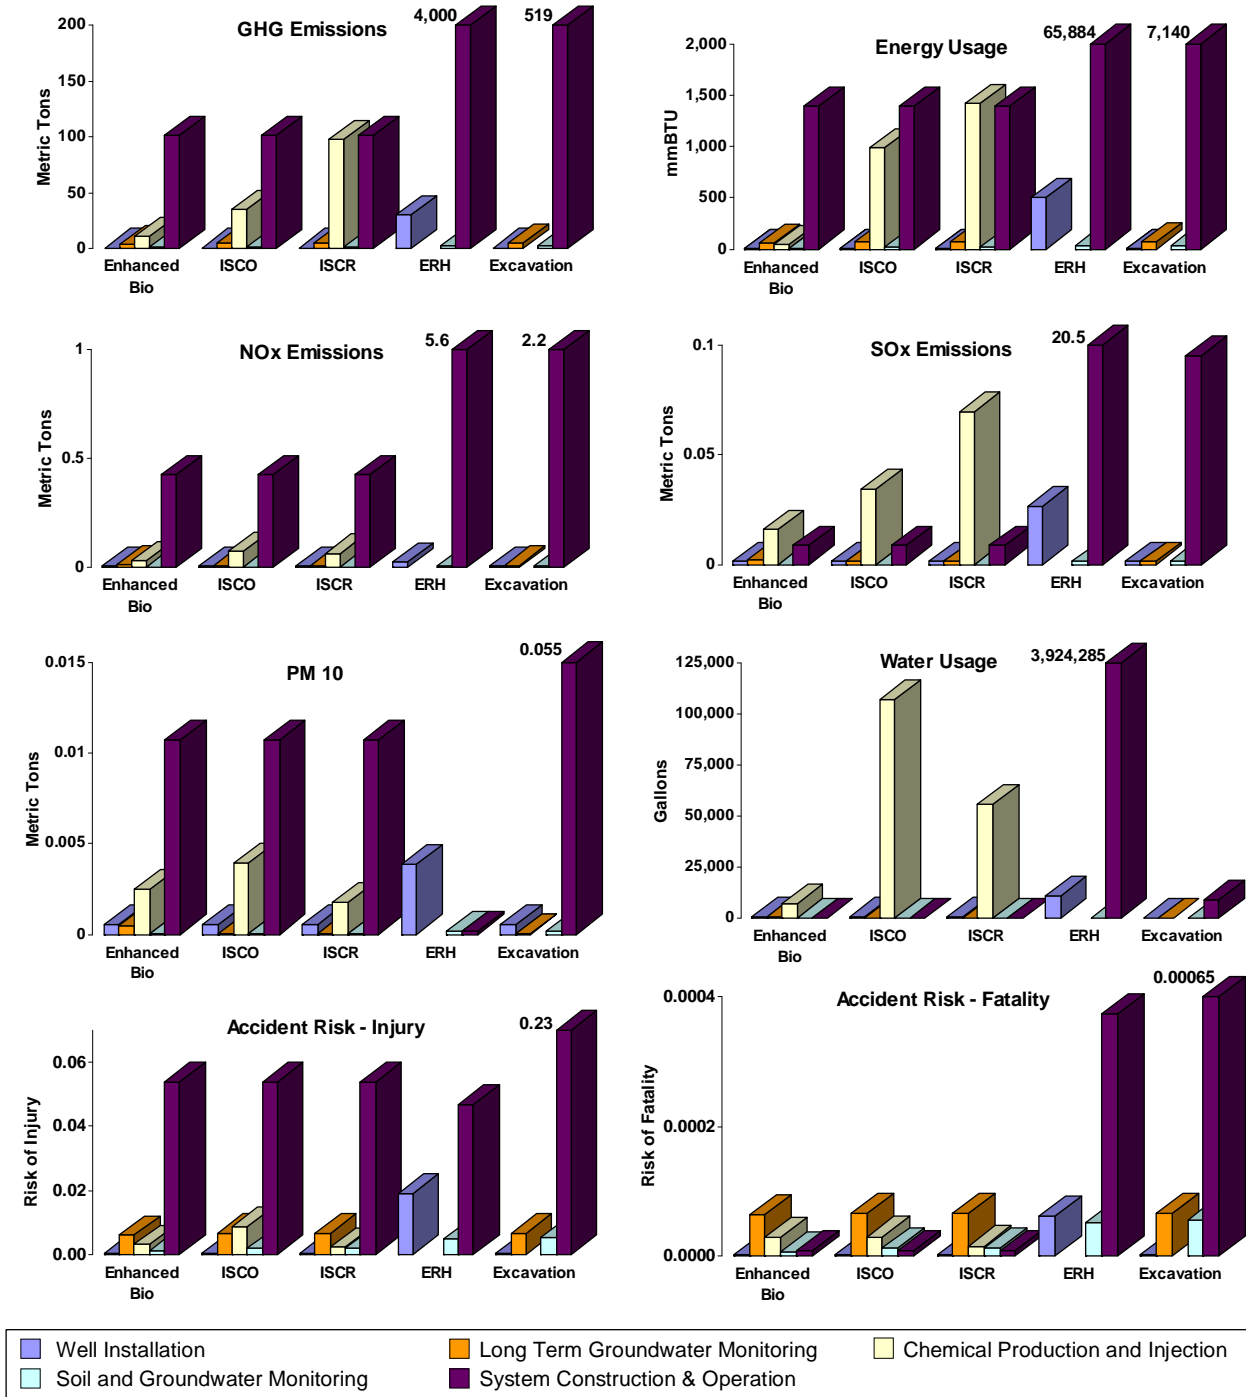 GHG Emissions
4,000
519
200
150
100
50
0
Metric Tons
Enhanced Bio
ISCO
ISCR
ERH
Excavation
Energy Usage
65,884
7,140
2,000
1,500
1,000
500
0
mmBTU
Enhanced Bio
ISCO
ISCR
ERH
Excavation
NOx Emissions
5.6
2.2
1
0.5
0
Metric Tons
Enhanced Bio
ISCO
ISCR
ERH
Excavation
SOx Emissions
20.5
0.1
0.05
0
Metric Tons
Enhanced Bio
ISCO
ISCR
ERH
Excavation
PM 10
0.055
0.015
0.01
0.005
0
Metric Tons
Enhanced Bio
ISCO
ISCR
ERH
Excavation
Water Usage
3,924,285
125,000
100,000
75,000
50,000
25,000
0
Gallons
Enhanced Bio
ISCO
ISCR
ERH
Excavation
Accident Risk - Injury
0.23
0.06
0.04
0.02
0.00
Risk of Injury
Enhanced Bio
ISCO
ISCR
ERH
Excavation
Accident Risk - Fatality
0.00065
0.0004
0.0002
0.0000
Risk of Fatality
Enhanced Bio
ISCO
ISCR
ERH
Excavation
Well Installation
Long Term Groundwater Monitoring
Chemical Production and Injection
Soil and Groundwater Monitoring
System Construction & Operation